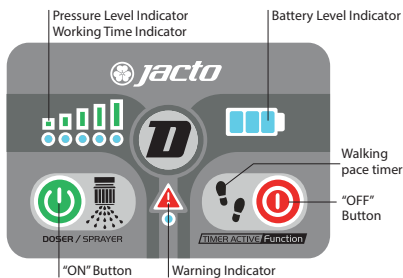 Pressure Level Indicator
Working Time Indicator
Battery Level Indicator
jacto
D
Walking
pace timer
"OFF"
Button
DOSER / SPRAYER
TIMER ACTIVE Function
"ON" Button
Warning Indicator